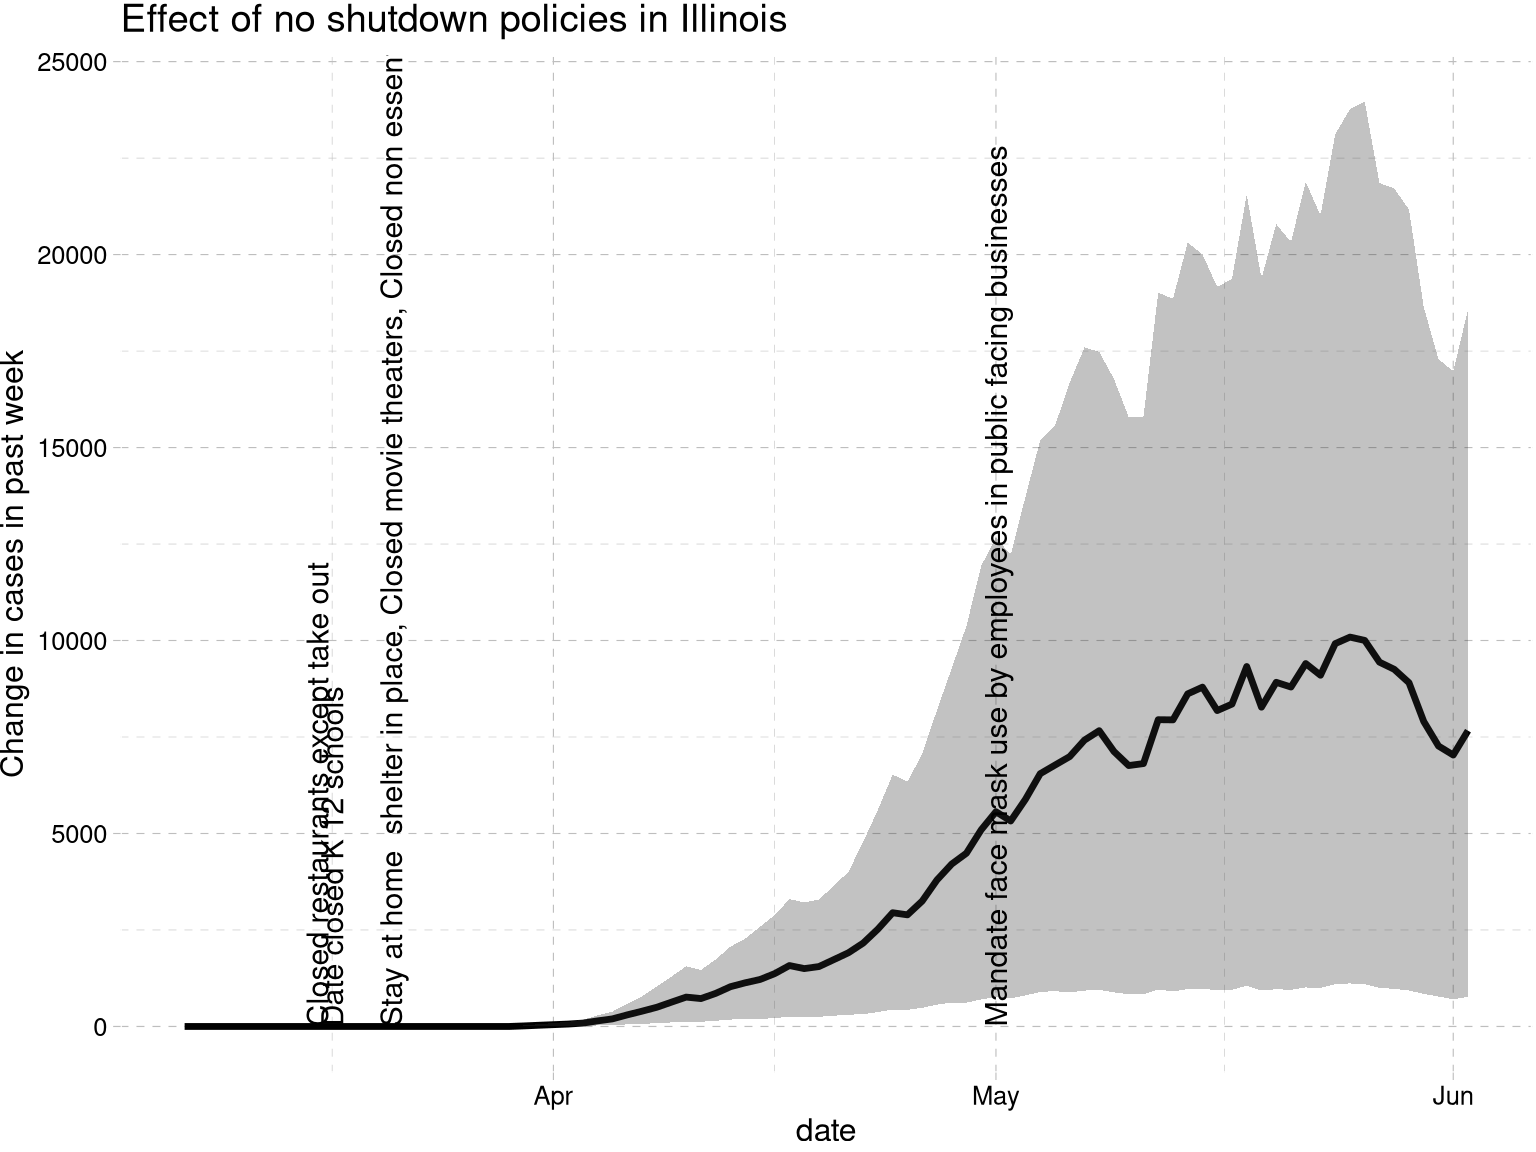 Effect of no shutdown policies in Illinois
25000
20000
15000
10000
5000
0
Change in cases in past week
Closed restaurants except take out
Date closed K 12 schools
Stay at home  shelter in place, Closed movie theaters, Closed non essen
Mandate face mask use by employees in public facing businesses
Apr
May
Jun
date